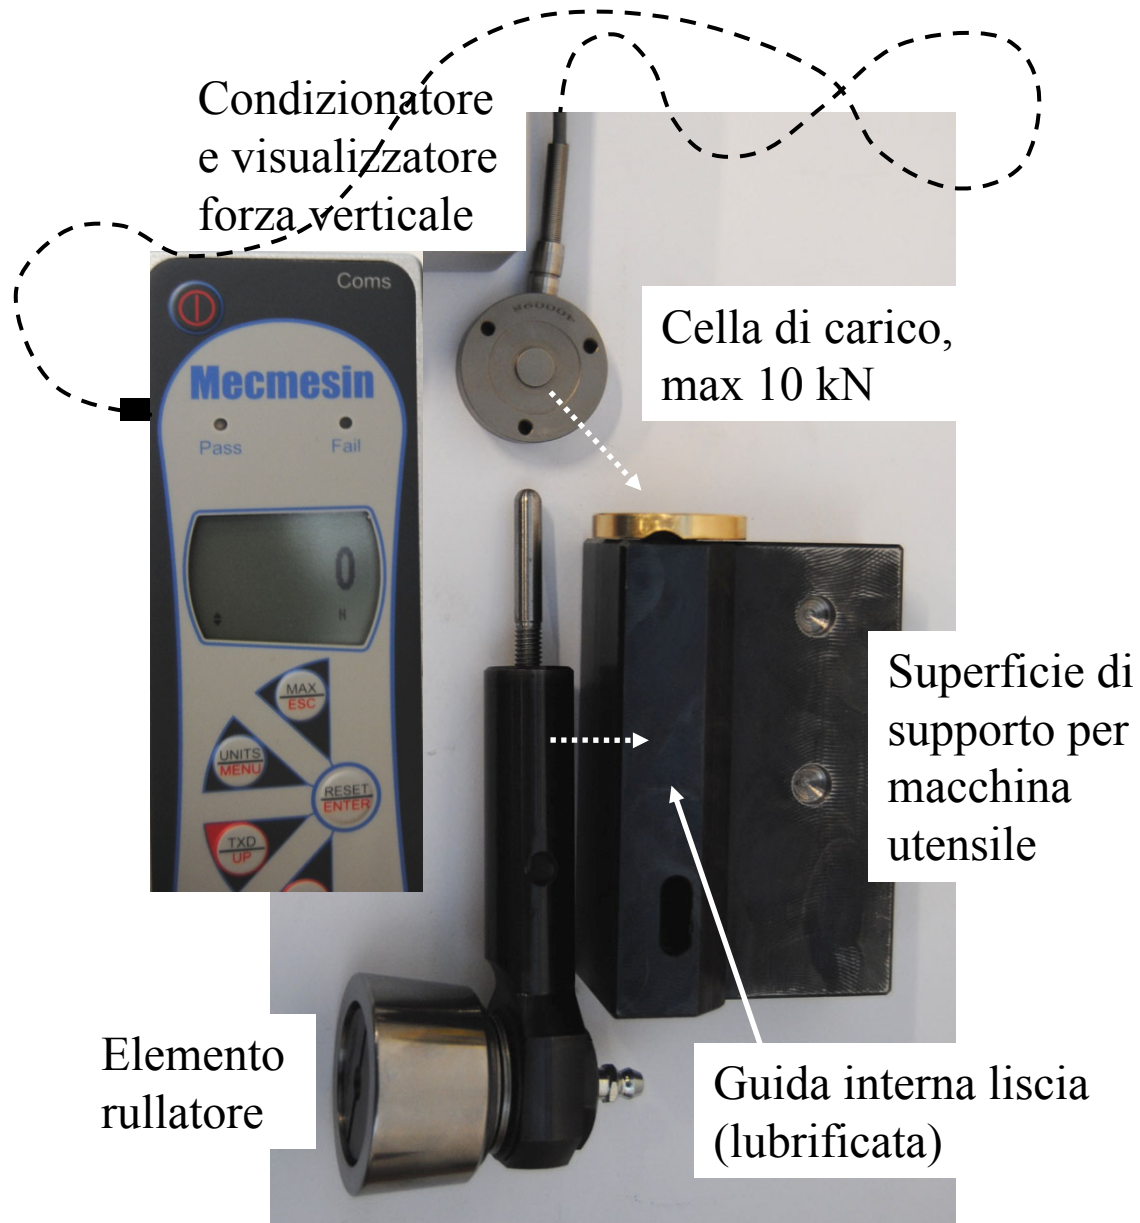 Condizionatore
e visualizzatore
forza verticale
Coms
Mecmesin
Pass
Fail
0
N
MAX
ESC
UNITS
MENU
RESET
ENTER
TXD
UP
860001
Cella di carico,
max 10 kN
Superficie di
supporto per
macchina
utensile
Elemento
rullatore
Guida interna liscia
(lubrificata)